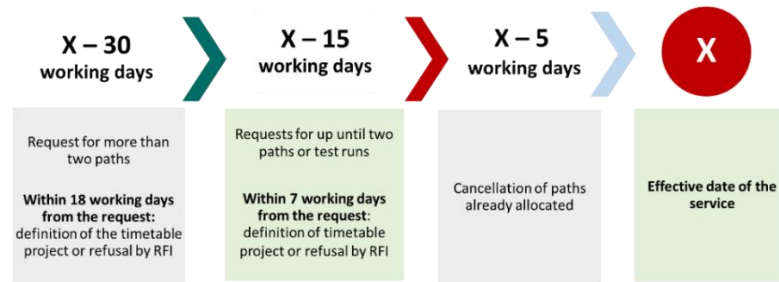 X – 30
working days
X – 15
working days
X – 5
working days
X
Request for more than
two paths
Within 18 working days
from the request:
definition of the timetable
project or refusal by RFI
Requests for up until two
paths or test runs
Within 7 working days
from the request:
definition of timetable
project or refusal by RFI
Cancellation of paths
already allocated
Effective date of the
service